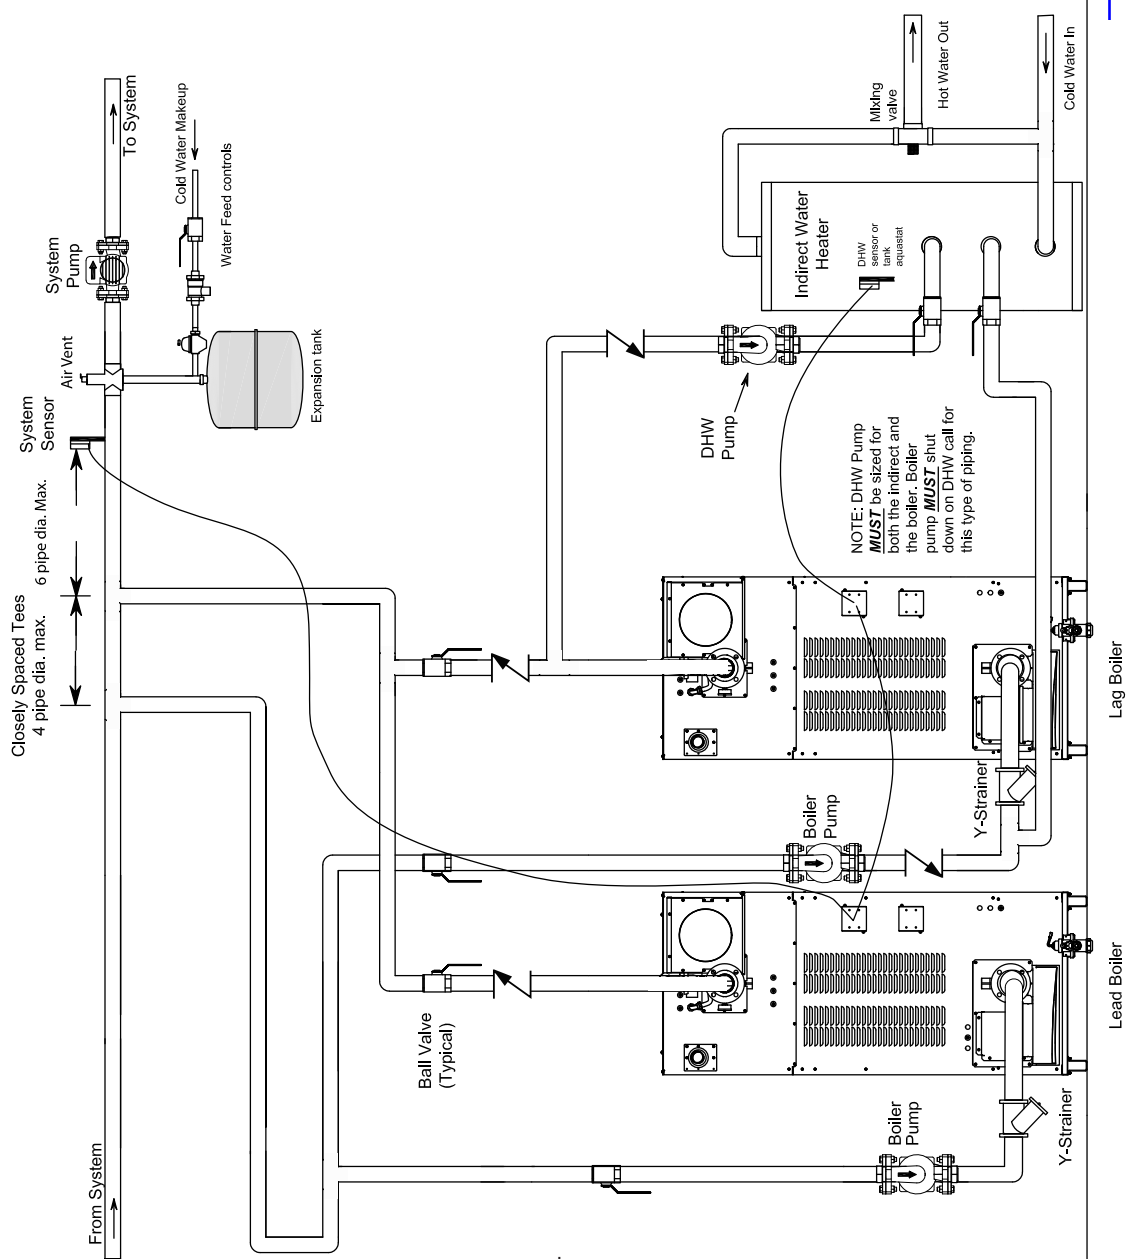 From System
Closely Spaced Tees
4 pipe dia. max.
6 pipe dia. Max.
System
Sensor
Air Vent
System
Pump
To System
Cold Water Makeup
Water Feed controls
Expansion tank
Ball Valve
(Typical)
DHW
Pump
NOTE: DHW Pump
MUST be sized for
both the indirect and
the boiler. Boiler
pump MUST shut
down on DHW call for
this type of piping.
Indirect Water
Heater
DHW
sensor or
tank
aquastat
Mixing
valve
Hot Water Out
Cold Water In
Boiler
Pump
Y-Strainer
Lead Boiler
Boiler
Pump
Y-Strainer
Lag Boiler